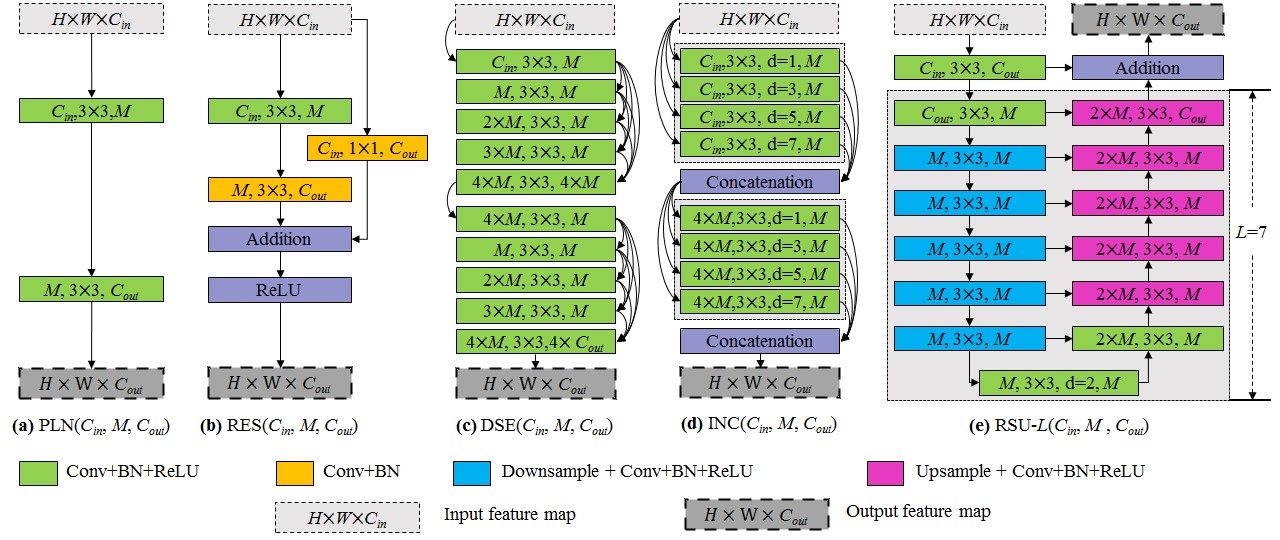 H×W×C_in
C_in,3×3,M
M, 3×3, C_out
H × W × C_out
(a) PLN(C_in, M, C_out)
H×W×C_in
C_in, 3×3, M
C_in, 1×1, C_out
M, 3×3, C_out
Addition
ReLU
H × W × C_out
(b) RES(C_in, M, C_out)
H×W×C_in
C_in, 3×3, M
M, 3×3, M
2×M, 3×3, M
3×M, 3×3, M
4×M, 3×3, 4×M
4×M, 3×3, M
M, 3×3, M
2×M, 3×3, M
3×M, 3×3, M
4×M, 3×3,4× C_out
H × W × C_out
(c) DSE(C_in, M, C_out)
H×W×C_in
C_in,3×3, d=1, M
C_in,3×3, d=3, M
C_in,3×3, d=5, M
C_in,3×3, d=7, M
Concatenation
4×M,3×3,d=1, M
4×M,3×3,d=3, M
4×M,3×3,d=5, M
4×M,3×3,d=7, M
Concatenation
H × W × C_out
(d) INC(C_in, M, C_out)
H×W×C_in
H × W × C_out
C_in, 3×3, C_out
Addition
C_out, 3×3, M
2×M, 3×3, C_out
M, 3×3, M
2×M, 3×3, M
M, 3×3, M
2×M, 3×3, M
M, 3×3, M
2×M, 3×3, M
M, 3×3, M
2×M, 3×3, M
M, 3×3, M
2×M, 3×3, M
M, 3×3, d=2, M
L=7
(e) RSU-L(C_in, M , C_out)
Conv+BN+ReLU
Conv+BN
Downsample + Conv+BN+ReLU
Upsample + Conv+BN+ReLU
H×W×C_in
Input feature map
H × W × C_out
Output feature map